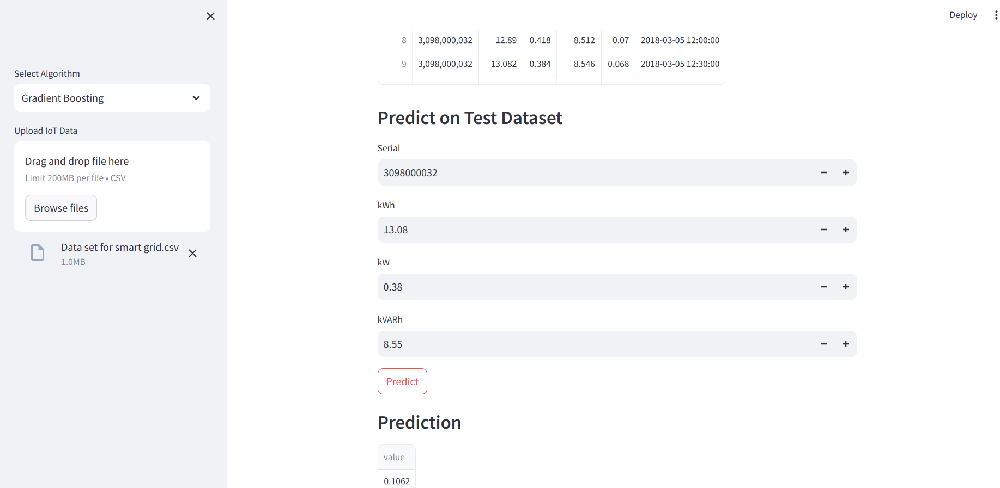 Deploy
Select Algorithm
Gradient Boosting
Upload IoT Data
Drag and drop file here
Limit 200MB per file • CSV
Browse files
Data set for smart grid.csv
1.0MB
8 3,098,000,032 12.89 0.418 8.512 0.07 2018-03-05 12:00:00
9 3,098,000,032 13.082 0.384 8.546 0.068 2018-03-05 12:30:00
Predict on Test Dataset
Serial
3098000032
kWh
13.08
kW
0.38
kVARh
8.55
Predict
Prediction
value
0.1062